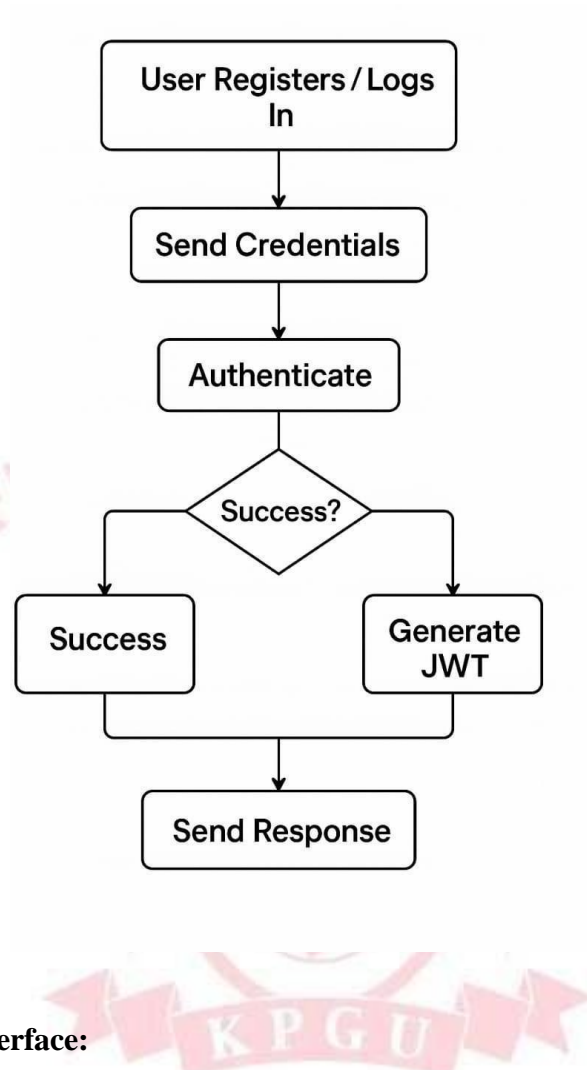 User Registers / Logs
In
Send Credentials
Authenticate
Success?
Success
Generate
JWT
Send Response
KPGU
erface: